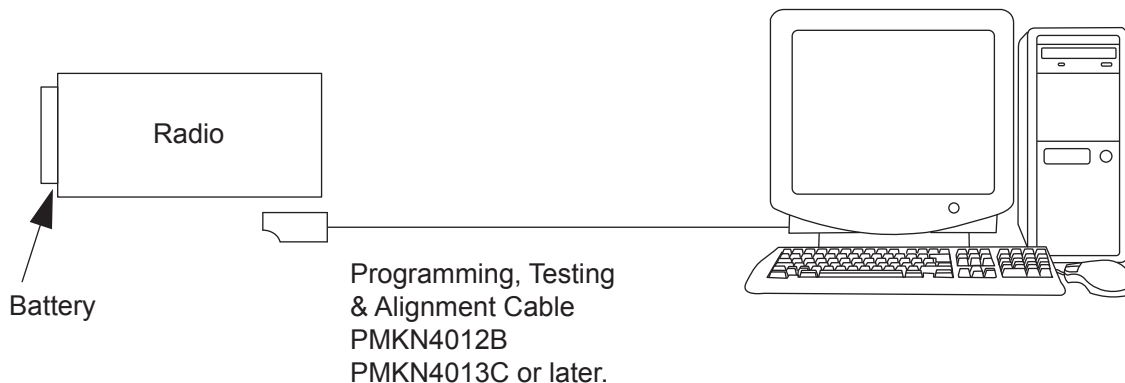 Radio
Battery
Programming, Testing
& Alignment Cable
PMKN4012B
PMKN4013C or later.